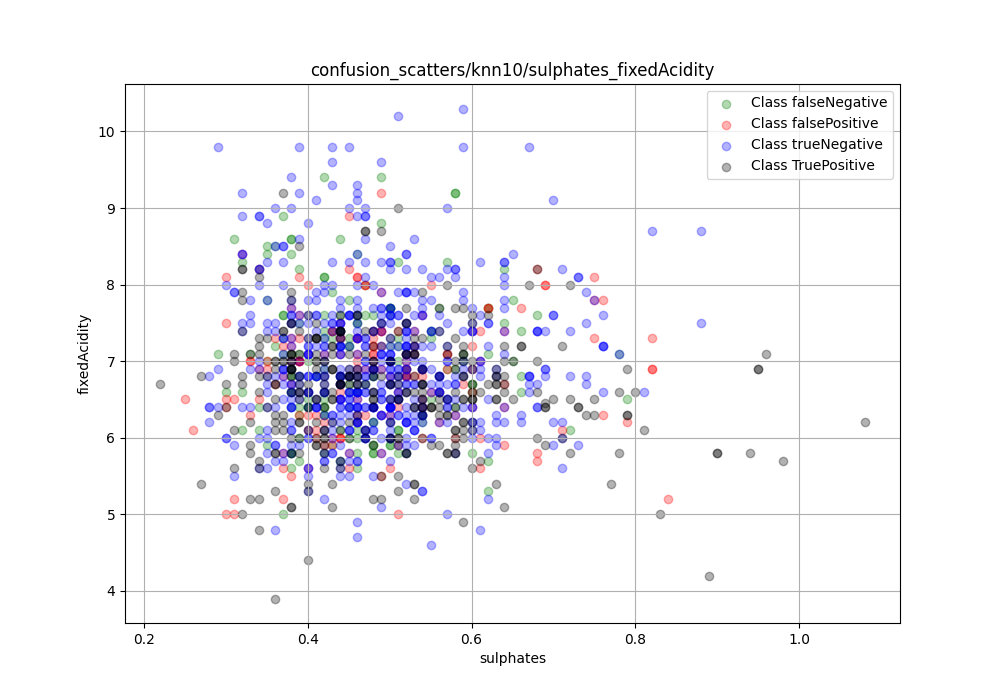 confusion_scatters/knn10/sulphates_fixedAcidity
Class falseNegative
Class falsePositive
Class trueNegative
Class TruePositive
10
9
8
7
6
5
4
fixedAcidity
0.2
0.4
0.6
0.8
1.0
sulphates